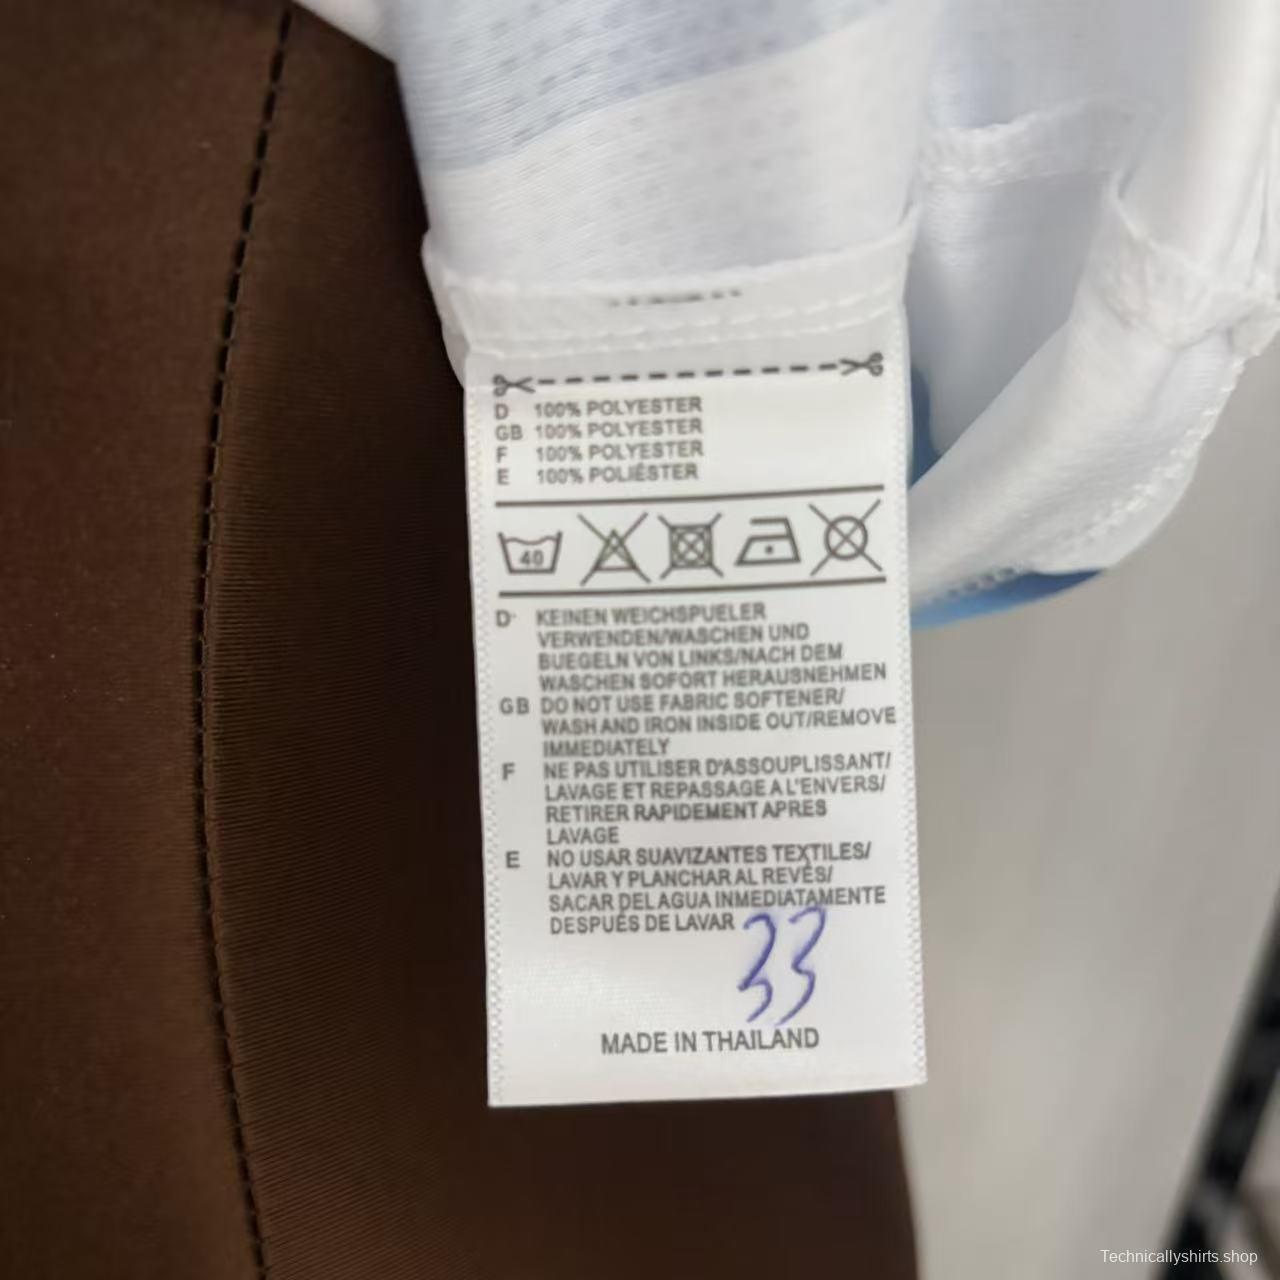 D 100% POLYESTER
GB 100% POLYESTER
F 100% POLYESTER
E 100% POLIÉSTER
40
D KEINEN WEICHSPUELER
VERWENDEN/WASCHEN UND
BUEGELN VON LINKS/NACH DEM
WASCHEN SOFORT HERAUSNEHMEN
GB DO NOT USE FABRIC SOFTENER/
WASH AND IRON INSIDE OUT/REMOVE
IMMEDIATELY
F NE PAS UTILISER D'ASSOUPLISSANT/
LAVAGE ET REPASSAGE A L'ENVERS/
RETIRER RAPIDEMENT APRES
LAVAGE
E NO USAR SUAVIZANTES TEXTILES/
LAVAR Y PLANCHAR AL REVÉS/
SACAR DEL AGUA INMEDIATAMENTE
DESPUÉS DE LAVAR
33
MADE IN THAILAND
Technicallyshirts.shop